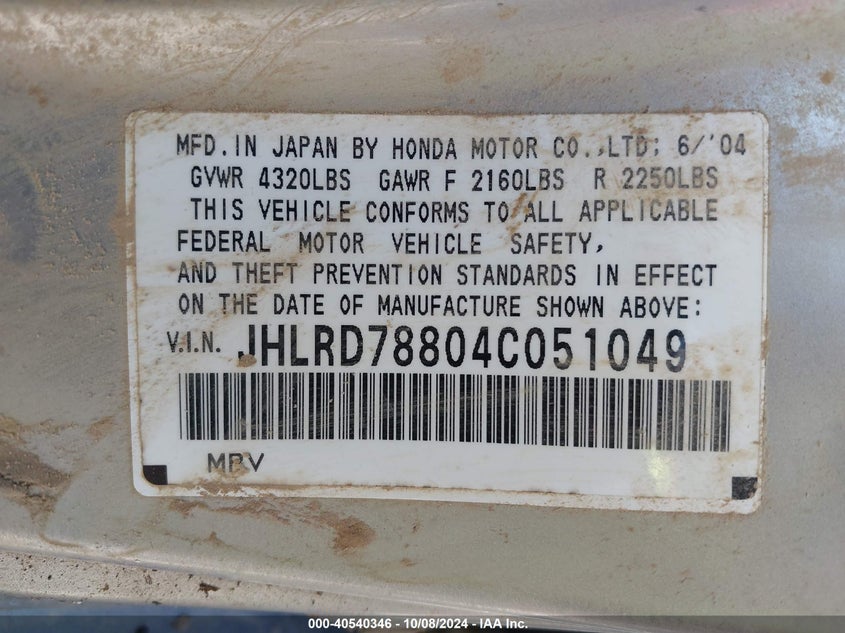 MFD. IN JAPAN BY HONDA MOTOR CO., LTD: 6/'04
GVWR 4320LBS GAWR F 2160LBS R 2250LBS
THIS VEHICLE CONFORMS TO ALL APPLICABLE
FEDERAL MOTOR VEHICLE SAFETY,
AND THEFT PREVENTION STANDARDS IN EFFECT
ON THE DATE OF MANUFACTURE SHOWN ABOVE:
V.I.N. JHLRD78804C051049
MPV
000-40540346 - 10/08/2024 - IAA Inc.